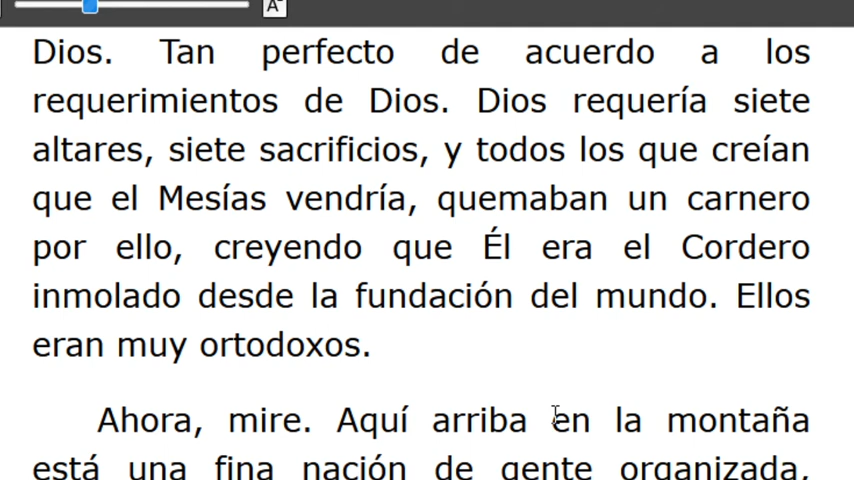 A
Dios. Tan perfecto de acuerdo a los
requerimientos de Dios. Dios requería siete
altares, siete sacrificios, y todos los que creían
que el Mesías vendría, quemaban un carnero
por ello, creyendo que Él era el Cordero
inmolado desde la fundación del mundo. Ellos
eran muy ortodoxos.
Ahora, mire. Aquí arriba en la montaña
está una fina nación de gente organizada,